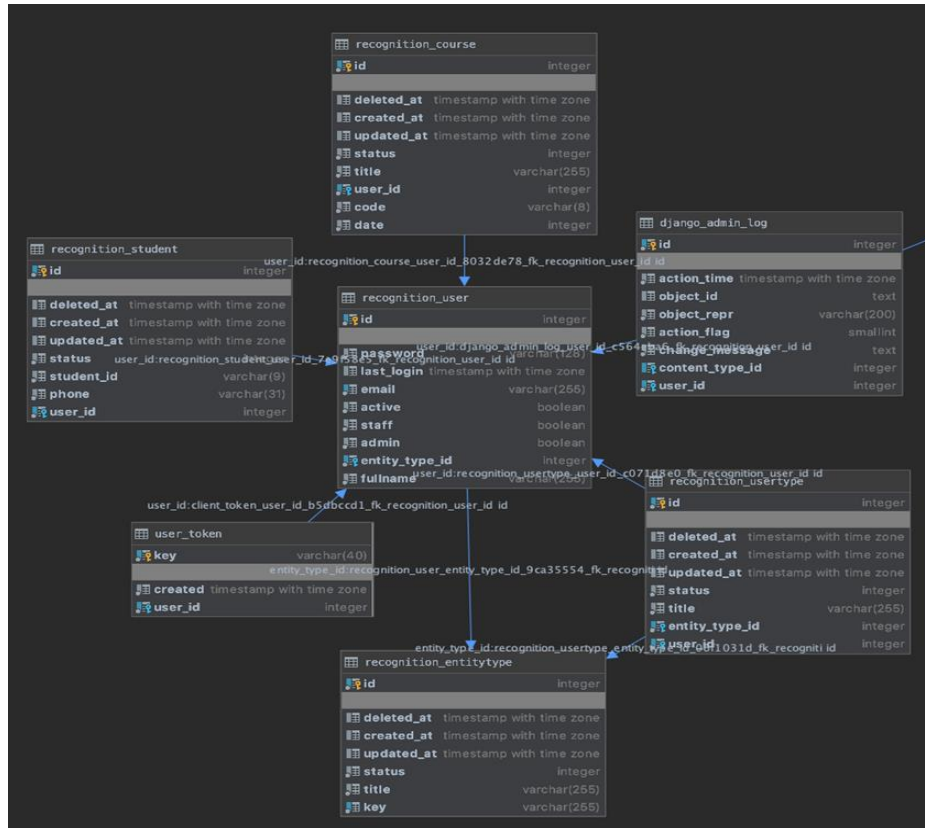 recognition_course
id integer
deleted_at timestamp with time zone
created_at timestamp with time zone
updated_at timestamp with time zone
status integer
title varchar(255)
user_id integer
code varchar(8)
date integer
recognition_student
id integer
deleted_at timestamp with time zone
created_at timestamp with time zone
updated_at timestamp with time zone
status
student_id varchar(9)
phone varchar(31)
user_id integer
user_id:recognition_course_user_id_8032de78_fk_recognition_user_id id
django_admin_log
id integer
action_time timestamp with time zone
object_id text
object_repr varchar(200)
action_flag smallint
change_message text
content_type_id integer
user_id integer
recognition_user
id integer
password varchar(128)
last_login timestamp with time zone
email varchar(255)
active boolean
staff boolean
admin boolean
entity_type_id integer
fullname varchar(255)
user_id:client_token_user_id_b5dbccd1_fk_recognition_user_id id
user_id:recognition_usertype_user_id_c071d8e0_fk_recognition_user_id id
user_token
key varchar(40)
created timestamp with time zone
user_id integer
entity_type_id:recognition_user_entity_type_id_9ca35554_fk_recogniti id
recognition_usertype
id integer
deleted_at timestamp with time zone
created_at timestamp with time zone
updated_at timestamp with time zone
status integer
title varchar(255)
entity_type_id integer
user_id integer
recognition_entitytype
id integer
deleted_at timestamp with time zone
created_at timestamp with time zone
updated_at timestamp with time zone
status integer
title varchar(255)
key varchar(255)